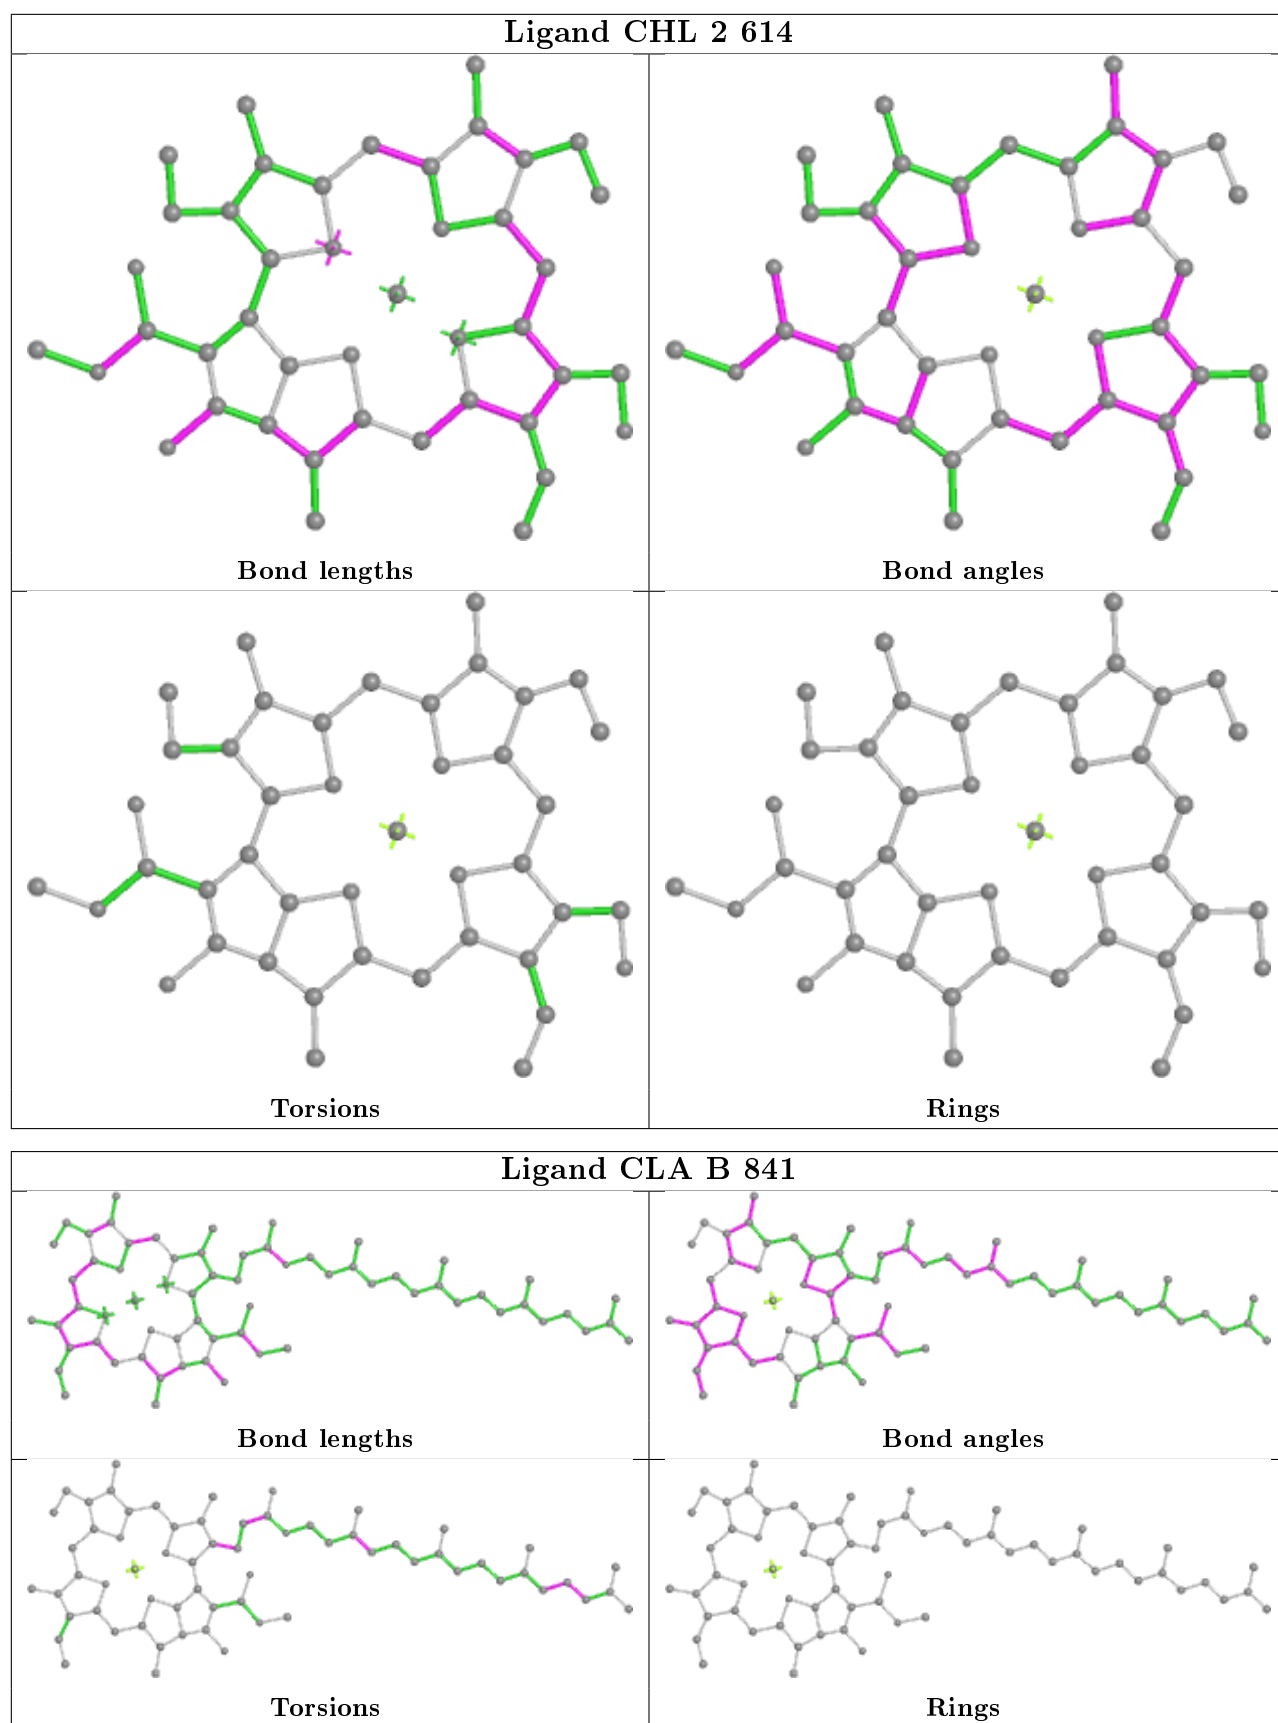 Ligand CHL 2 614
Bond lengths
Bond angles
Torsions
Rings
Ligand CLA B 841
Bond lengths
Bond angles
Torsions
Rings